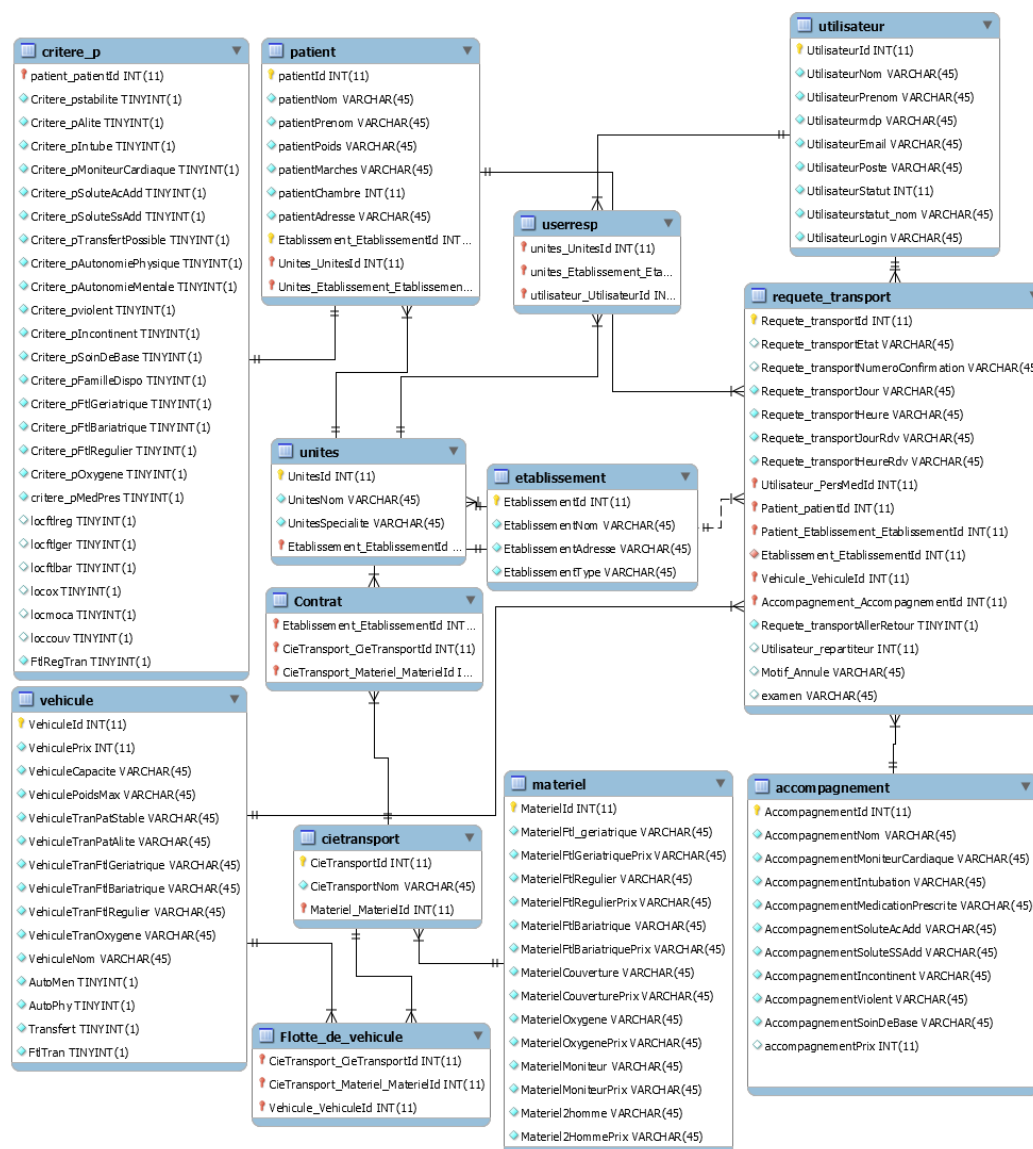 critere_p
patient_patientId INT(11)
Critere_pstabilite TINYINT(1)
Critere_pAlite TINYINT(1)
Critere_pIntube TINYINT(1)
Critere_pMoniteurCardiaque TINYINT(1)
Critere_pSoluteAcAdd TINYINT(1)
Critere_pSoluteSsAdd TINYINT(1)
Critere_pTransfertPossible TINYINT(1)
Critere_pAutonomiePhysique TINYINT(1)
Critere_pAutonomieMentale TINYINT(1)
Critere_pviolent TINYINT(1)
Critere_pIncontinent TINYINT(1)
Critere_pSoinDeBase TINYINT(1)
Critere_pFamilleDispo TINYINT(1)
Critere_pFtlGeriatrique TINYINT(1)
Critere_pFtlBariatrique TINYINT(1)
Critere_pFtlRegulier TINYINT(1)
Critere_pOxygene TINYINT(1)
critere_pMedPres TINYINT(1)
locftlreg TINYINT(1)
locftlger TINYINT(1)
locftlbar TINYINT(1)
locox TINYINT(1)
locmoca TINYINT(1)
loccouv TINYINT(1)
FtlRegTran TINYINT(1)
patient
patientId INT(11)
patientNom VARCHAR(45)
patientPrenom VARCHAR(45)
patientPoids VARCHAR(45)
patientMarches VARCHAR(45)
patientChambre INT(11)
patientAdresse VARCHAR(45)
Etablissement_EtablissementId INT...
Unites_UnitesId INT(11)
Unites_Etablissement_Etablissemen...
utilisateur
UtilisateurId INT(11)
UtilisateurNom VARCHAR(45)
UtilisateurPrenom VARCHAR(45)
Utilisateurmdp VARCHAR(45)
UtilisateurEmail VARCHAR(45)
UtilisateurPoste VARCHAR(45)
UtilisateurStatut INT(11)
Utilisateurstatut_nom VARCHAR(45)
UtilisateurLogin VARCHAR(45)
userresp
unites_UnitesId INT(11)
unites_Etablissement_Eta...
utilisateur_UtilisateurId IN...
requete_transport
Requete_transportId INT(11)
Requete_transportEtat VARCHAR(45)
Requete_transportNumeroConfirmation VARCHAR(45
Requete_transportJour VARCHAR(45)
Requete_transportHeure VARCHAR(45)
Requete_transportJourRdv VARCHAR(45)
Requete_transportHeureRdv VARCHAR(45)
Utilisateur_PersMedId INT(11)
Patient_patientId INT(11)
Patient_Etablissement_EtablissementId INT(11)
Etablissement_EtablissementId INT(11)
Vehicule_VehiculeId INT(11)
Accompagnement_AccompagnementId INT(11)
Requete_transportAllerRetour TINYINT(1)
Utilisateur_repartiteur INT(11)
Motif_Annule VARCHAR(45)
examen VARCHAR(45)
unites
UnitesId INT(11)
UnitesNom VARCHAR(45)
UnitesSpecialite VARCHAR(45)
Etablissement_EtablissementId ...
etablissement
EtablissementId INT(11)
EtablissementNom VARCHAR(45)
EtablissementAdresse VARCHAR(45)
EtablissementType VARCHAR(45)
Contrat
Etablissement_EtablissementId INT...
CieTransport_CieTransportId INT(11)
CieTransport_Materiel_MaterielId I...
vehicule
VehiculeId INT(11)
VehiculePrix INT(11)
VehiculeCapacite VARCHAR(45)
VehiculePoidsMax VARCHAR(45)
VehiculeTranPatStable VARCHAR(45)
VehiculeTranPatAlite VARCHAR(45)
VehiculeTranFtlGeriatrique VARCHAR(45)
VehiculeTranFtlBariatrique VARCHAR(45)
VehiculeTranFtlRegulier VARCHAR(45)
VehiculeTranOxygene VARCHAR(45)
VehiculeNom VARCHAR(45)
AutoMen TINYINT(1)
AutoPhy TINYINT(1)
Transfert TINYINT(1)
FtlTran TINYINT(1)
cietransport
CieTransportId INT(11)
CieTransportNom VARCHAR(45)
Materiel_MaterielId INT(11)
Flotte_de_vehicule
CieTransport_CieTransportId INT(11)
CieTransport_Materiel_MaterielId INT(11)
Vehicule_VehiculeId INT(11)
materiel
MaterielId INT(11)
MaterielFtl_geriatrique VARCHAR(45)
MaterielFtlGeriatriquePrix VARCHAR(45)
MaterielFtlRegulier VARCHAR(45)
MaterielFtlRegulierPrix VARCHAR(45)
MaterielFtlBariatrique VARCHAR(45)
MaterielFtlBariatriquePrix VARCHAR(45)
MaterielCouverture VARCHAR(45)
MaterielCouverturePrix VARCHAR(45)
MaterielOxygene VARCHAR(45)
MaterielOxygenePrix VARCHAR(45)
MaterielMoniteur VARCHAR(45)
MaterielMoniteurPrix VARCHAR(45)
Materiel2homme VARCHAR(45)
Materiel2HommePrix VARCHAR(45)
accompagnement
AccompagnementId INT(11)
AccompagnementNom VARCHAR(45)
AccompagnementMoniteurCardiaque VARCHAR(45)
AccompagnementIntubation VARCHAR(45)
AccompagnementMedicationPrescrite VARCHAR(45)
AccompagnementSoluteAcAdd VARCHAR(45)
AccompagnementSoluteSSAdd VARCHAR(45)
AccompagnementIncontinent VARCHAR(45)
AccompagnementViolent VARCHAR(45)
AccompagnementSoinDeBase VARCHAR(45)
accompagnementPrix INT(11)